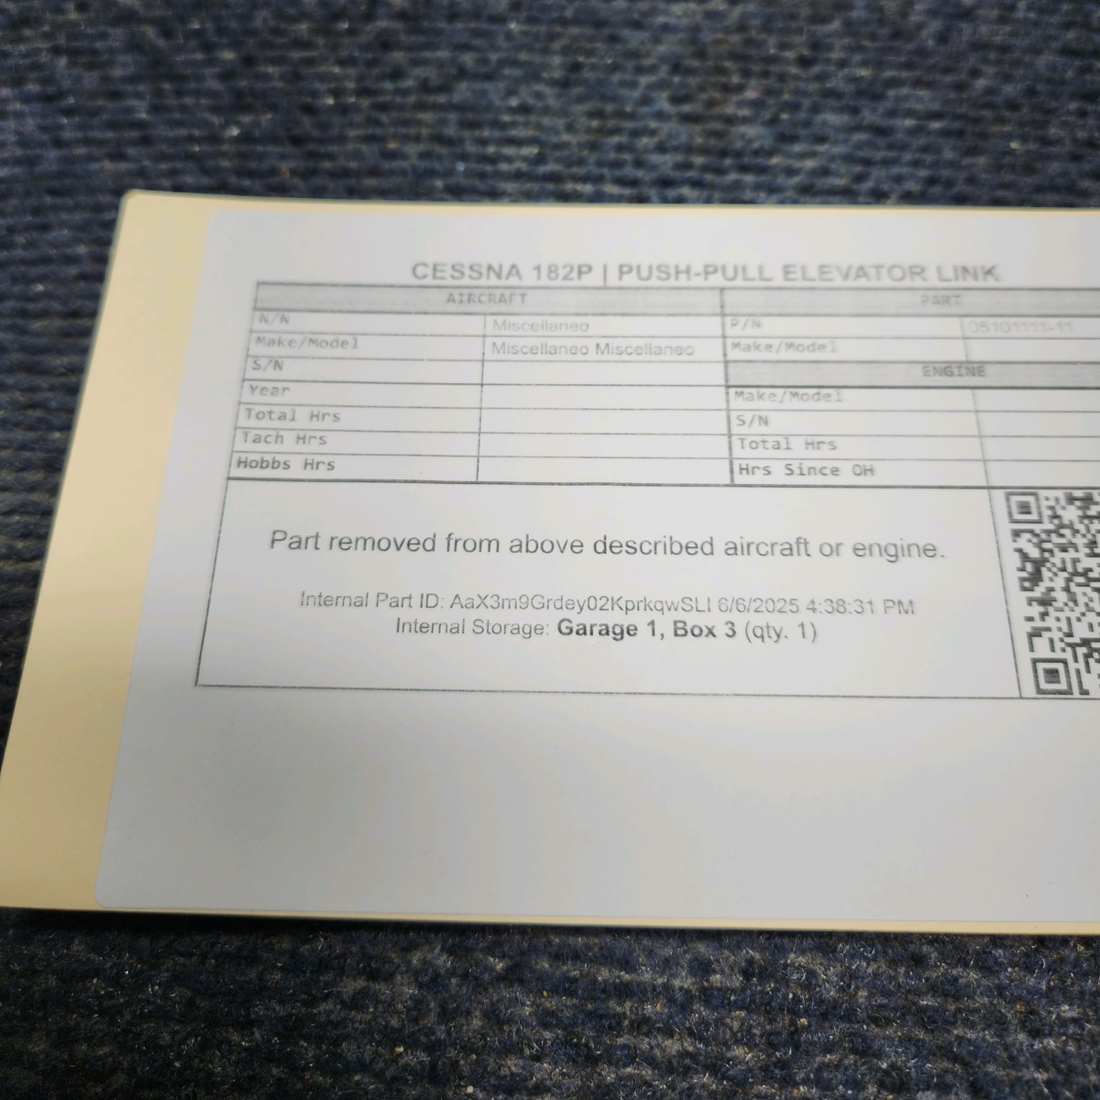 CESSNA 182P | PUSH-PULL ELEVATOR LINK
AIRCRAFT PART
N/N Miscellaneo P/N 05101111-11
Make/Model Miscellaneo Miscellaneo Make/Model
S/N ENGINE
Year Make/Model
Total Hrs S/N
Tach Hrs Total Hrs
Hobbs Hrs Hrs Since OH
Part removed from above described aircraft or engine.
Internal Part ID: AaX3m9Grdey02KprkqwSLI 6/6/2025 4:38:31 PM
Internal Storage: Garage 1, Box 3 (qty. 1)